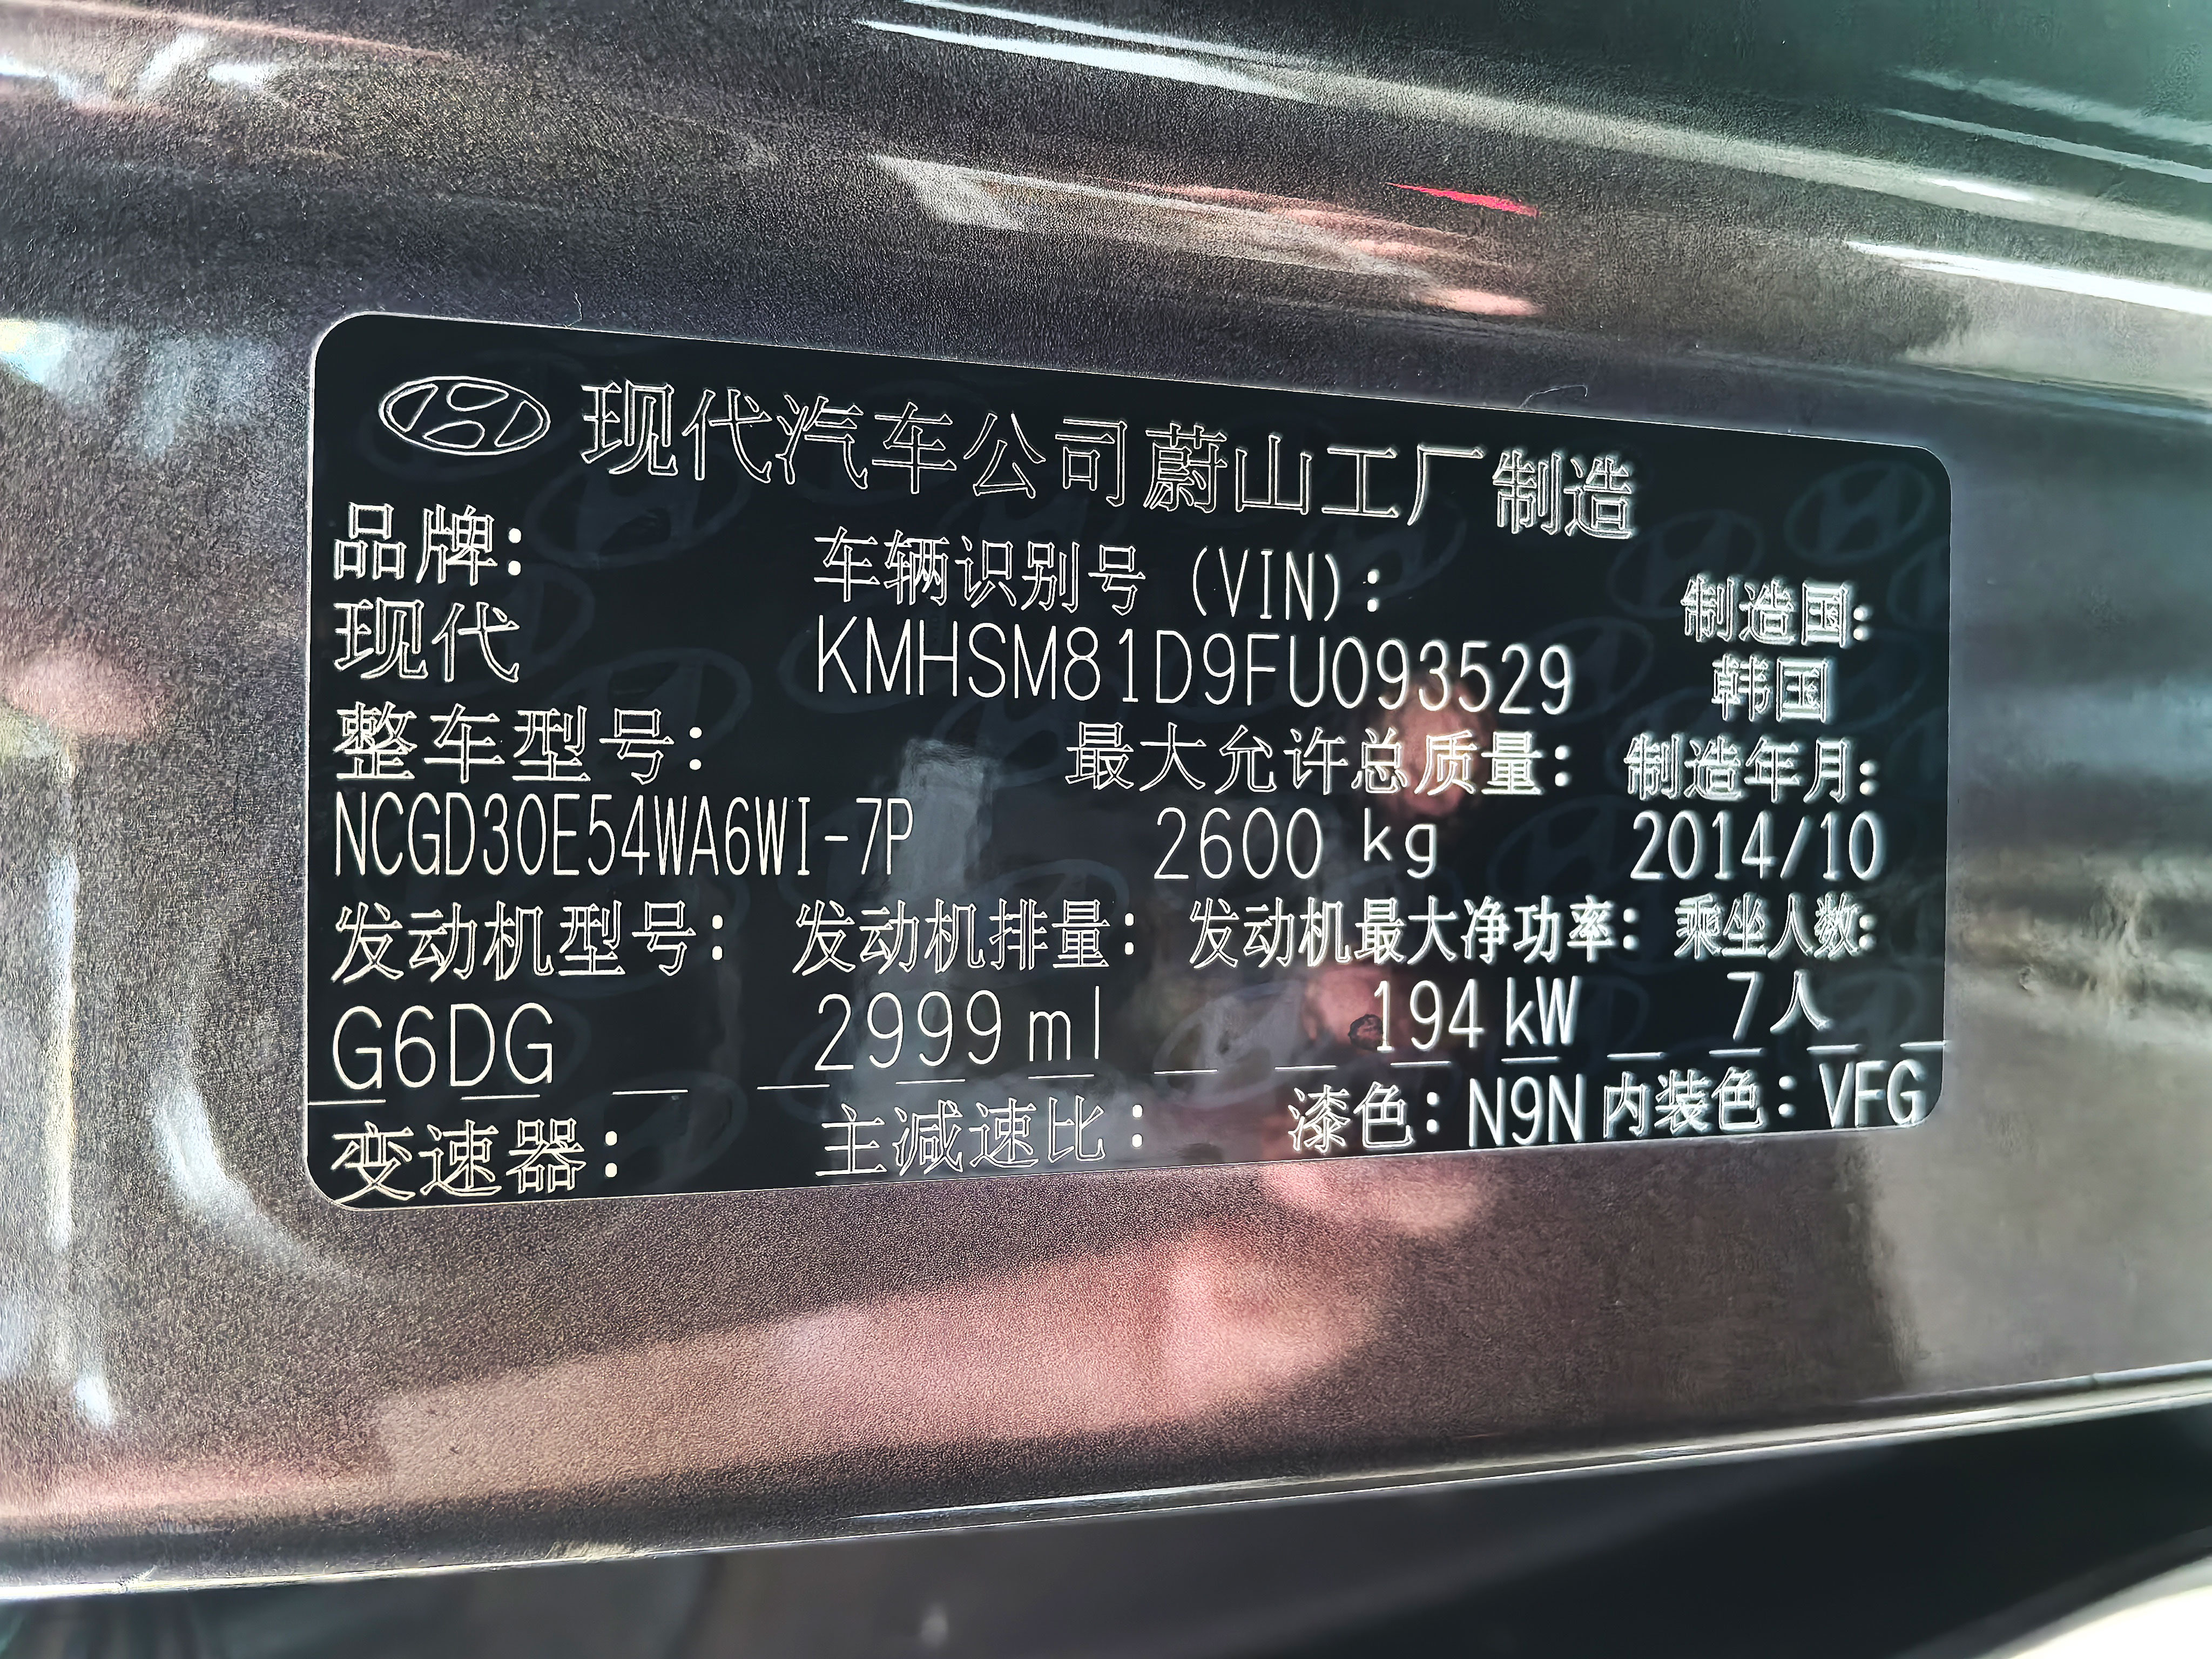 现代汽车公司蔚山工厂制造
品牌: 车辆识别号 (VIN): 制造国:
现代 KMHSM81D9FU093529 韩国
整车型号: 最大允许总质量: 制造年月:
NCGD30E54WA6WI-7P 2600 kg 2014/10
发动机型号: 发动机排量: 发动机最大净功率: 乘坐人数:
G6DG 2999 ml 194 kW 7人
变速器: 主减速比: 漆色: N9N 内装色: VFG